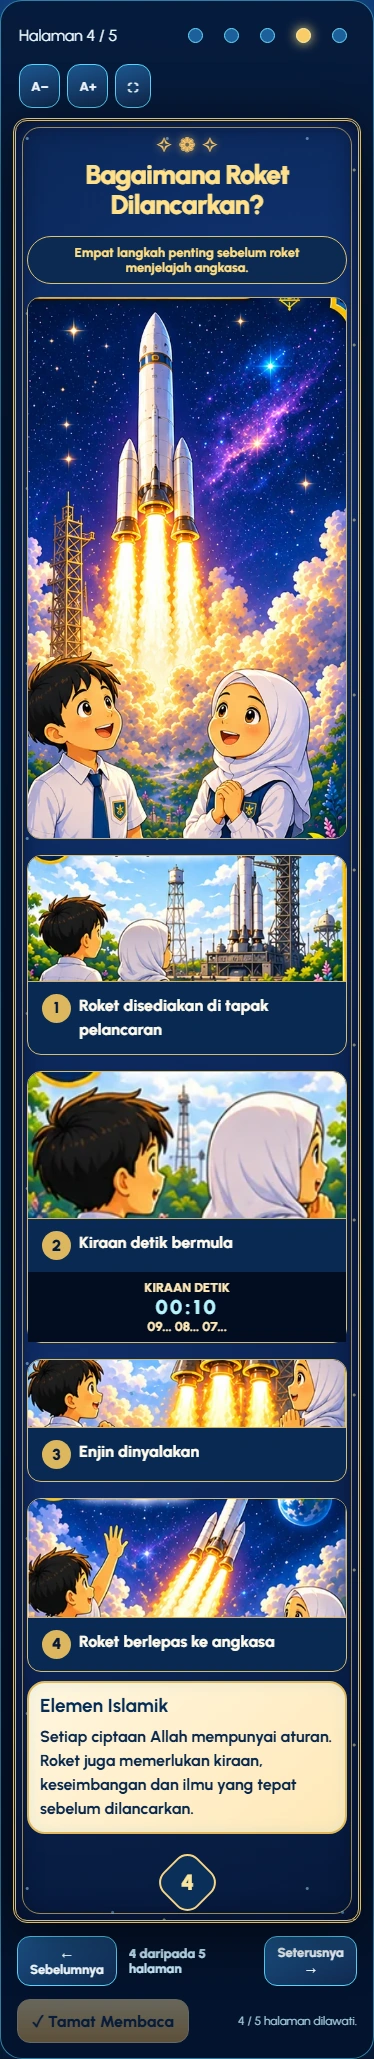 Halaman 4 / 5
A− A+
Bagaimana Roket
Dilancarkan?
Empat langkah penting sebelum roket
menjelajah angkasa.
1 Roket disediakan di tapak
pelancaran
2 Kiraan detik bermula
KIRAAN DETIK
00:10
09... 08... 07...
3 Enjin dinyalakan
4 Roket berlepas ke angkasa
Elemen Islamik
Setiap ciptaan Allah mempunyai aturan.
Roket juga memerlukan kiraan,
keseimbangan dan ilmu yang tepat
sebelum dilancarkan.
4
←
Sebelumnya
4 daripada 5
halaman
Seterusnya
→
✓ Tamat Membaca
4 / 5 halaman dilawati.